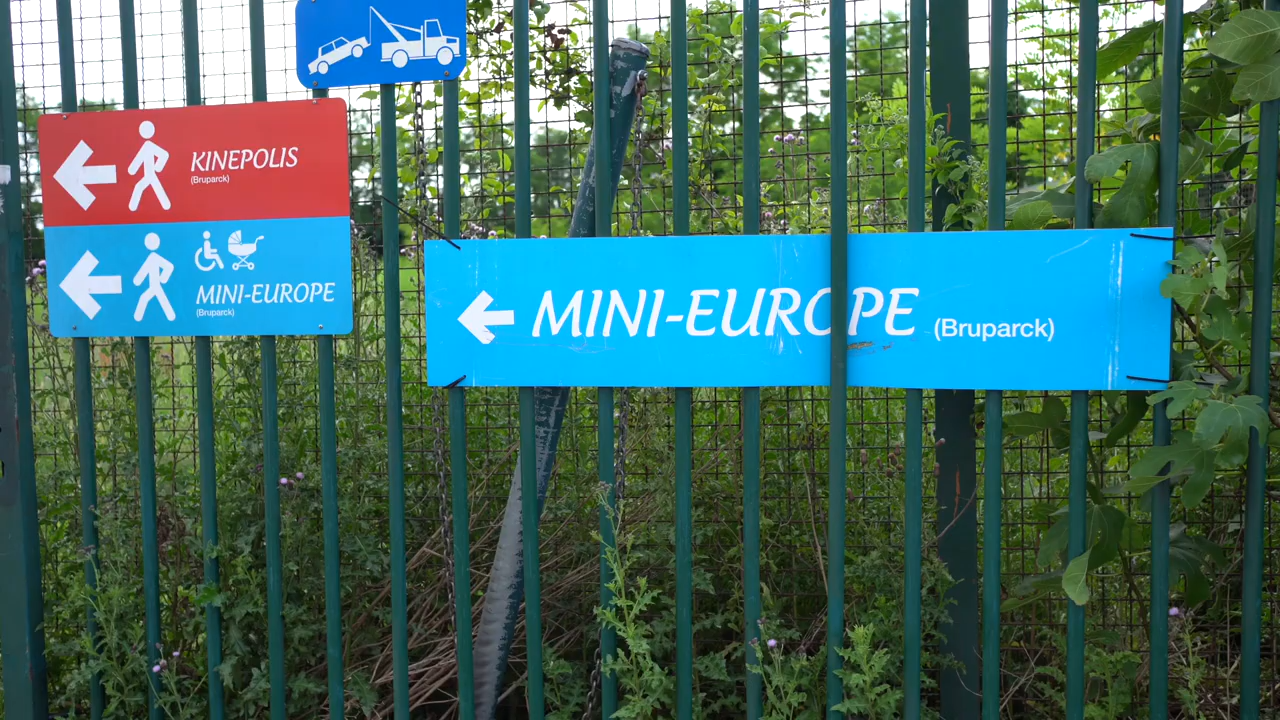 KINEPOLIS
(Bruparck)
MINI-EUROPE
(Bruparck)
MINI-EUROPE (Bruparck)